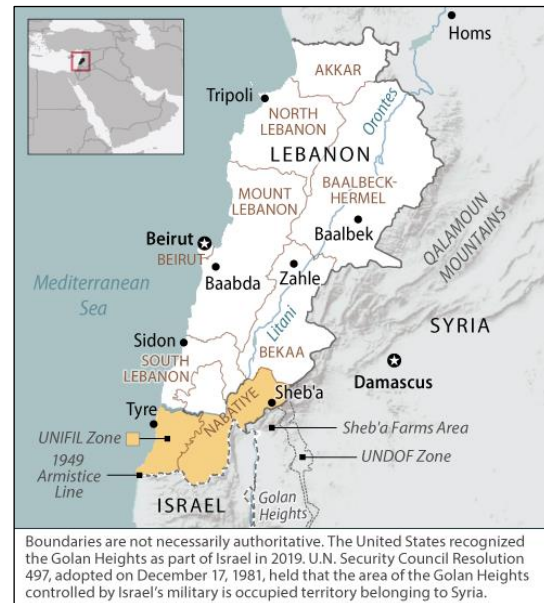 Homs
AKKAR
Tripoli
NORTH
LEBANON
Orontes
LEBANON
MOUNT
LEBANON
BAALBECK-
HERMEL
Baalbek
QALAMOUN
MOUNTAINS
Beirut
BEIRUT
Baabda
Zahle
Mediterranean
Sea
Litani
SYRIA
Sidon
BEKAA
SOUTH
LEBANON
Damascus
NABATIYE
Sheb'a
Tyre
UNIFIL Zone
Sheb'a Farms Area
1949
Armistice
Line
UNDOF Zone
ISRAEL
Golan
Heights
Boundaries are not necessarily authoritative. The United States recognized
the Golan Heights as part of Israel in 2019. U.N. Security Council Resolution
497, adopted on December 17, 1981, held that the area of the Golan Heights
controlled by Israel's military is occupied territory belonging to Syria.